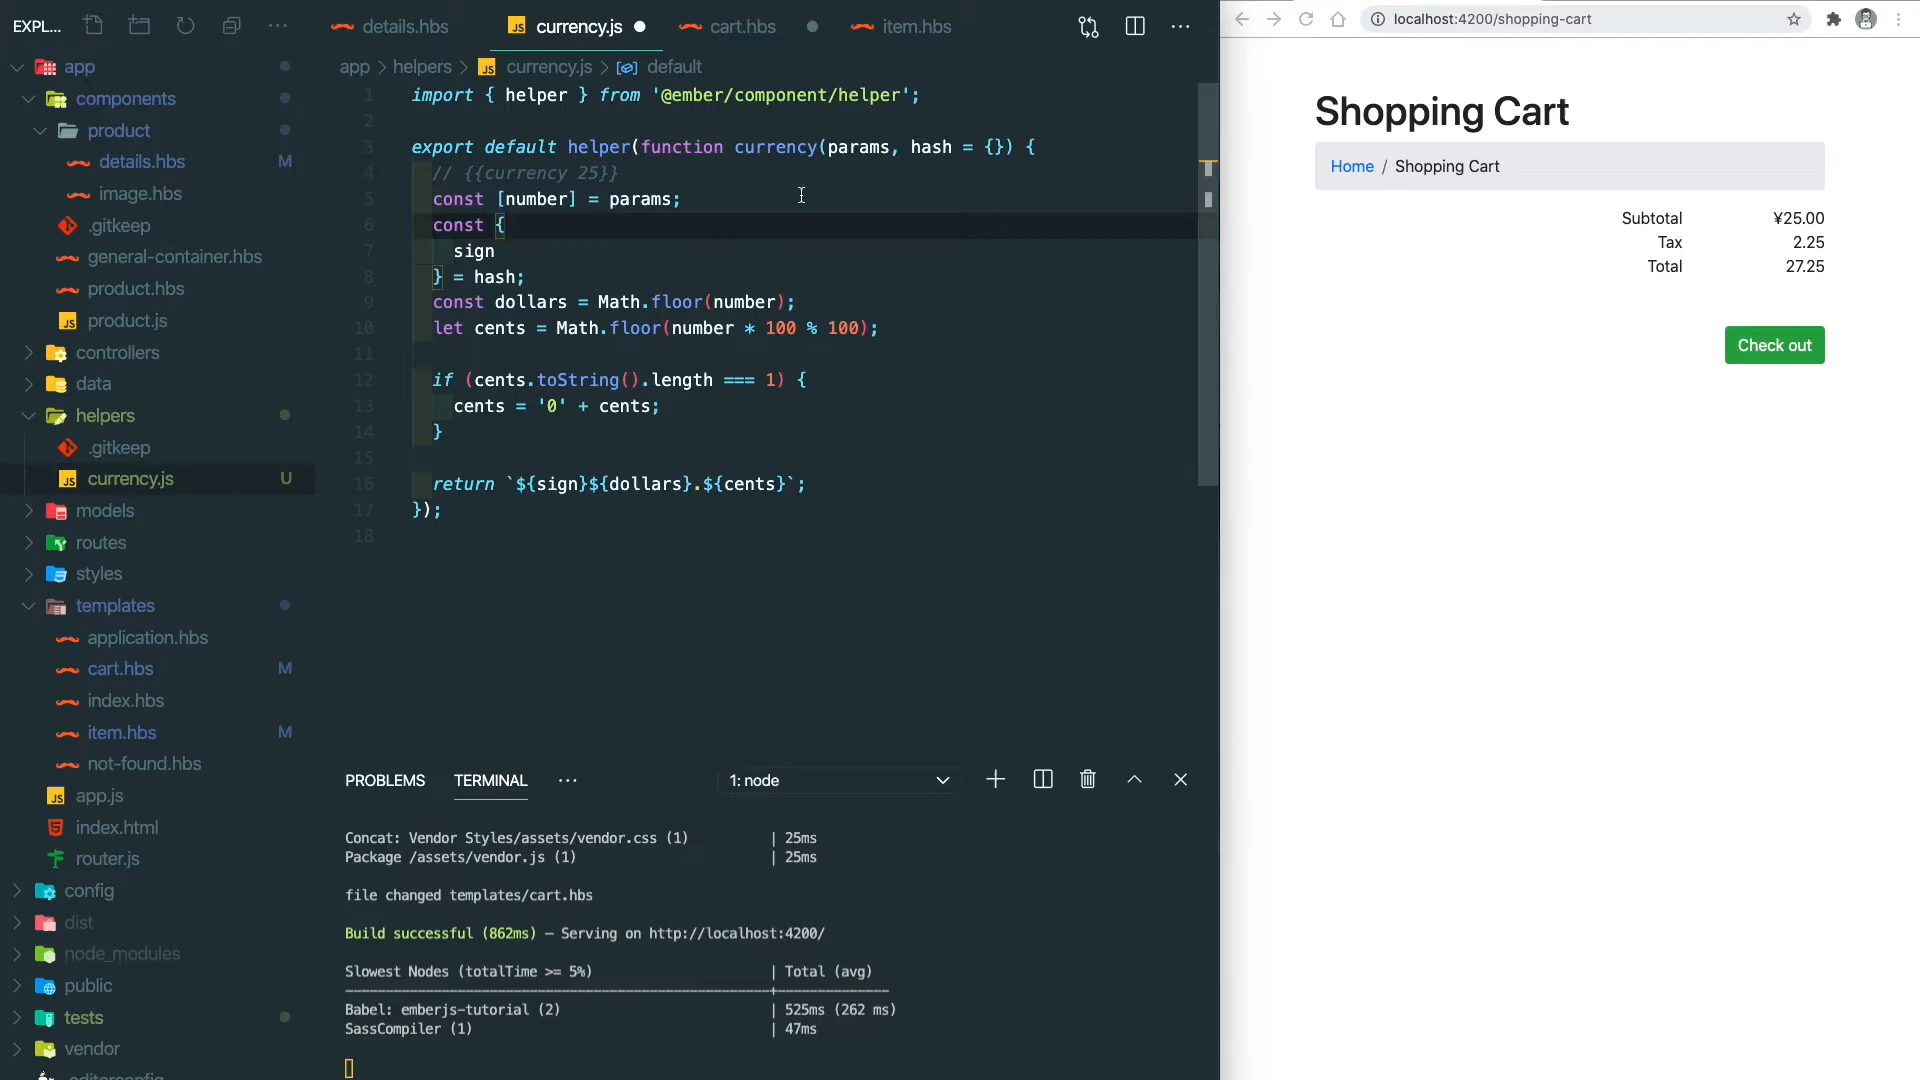 EXPL...
app
components
product
details.hbs M
image.hbs
.gitkeep
general-container.hbs
product.hbs
product.js
controllers
data
helpers
.gitkeep
currency.js U
models
routes
styles
templates
application.hbs
cart.hbs M
index.hbs
item.hbs M
not-found.hbs
app.js
index.html
router.js
config
dist
node_modules
public
tests
vendor
.editorconfig
details.hbs
JS currency.js
cart.hbs
item.hbs
app > helpers > JS currency.js > default
1 import { helper } from '@ember/component/helper';
2
3 export default helper(function currency(params, hash = {}) {
4 // {{currency 25}}
5 const [number] = params;
6 const {
7 sign
8 } = hash;
9 const dollars = Math.floor(number);
10 let cents = Math.floor(number * 100 % 100);
11
12 if (cents.toString().length === 1) {
13 cents = '0' + cents;
14 }
15
16 return `${sign}${dollars}.${cents}`;
17 });
18
PROBLEMS TERMINAL ... 1: node
Concat: Vendor Styles/assets/vendor.css (1) | 25ms
Package /assets/vendor.js (1) | 25ms
file changed templates/cart.hbs
Build successful (862ms) – Serving on http://localhost:4200/
Slowest Nodes (totalTime >= 5%) | Total (avg)
Babel: emberjs-tutorial (2) | 525ms (262 ms)
SassCompiler (1) | 47ms
localhost:4200/shopping-cart
Shopping Cart
Home / Shopping Cart
Subtotal ¥25.00
Tax 2.25
Total 27.25
Check out